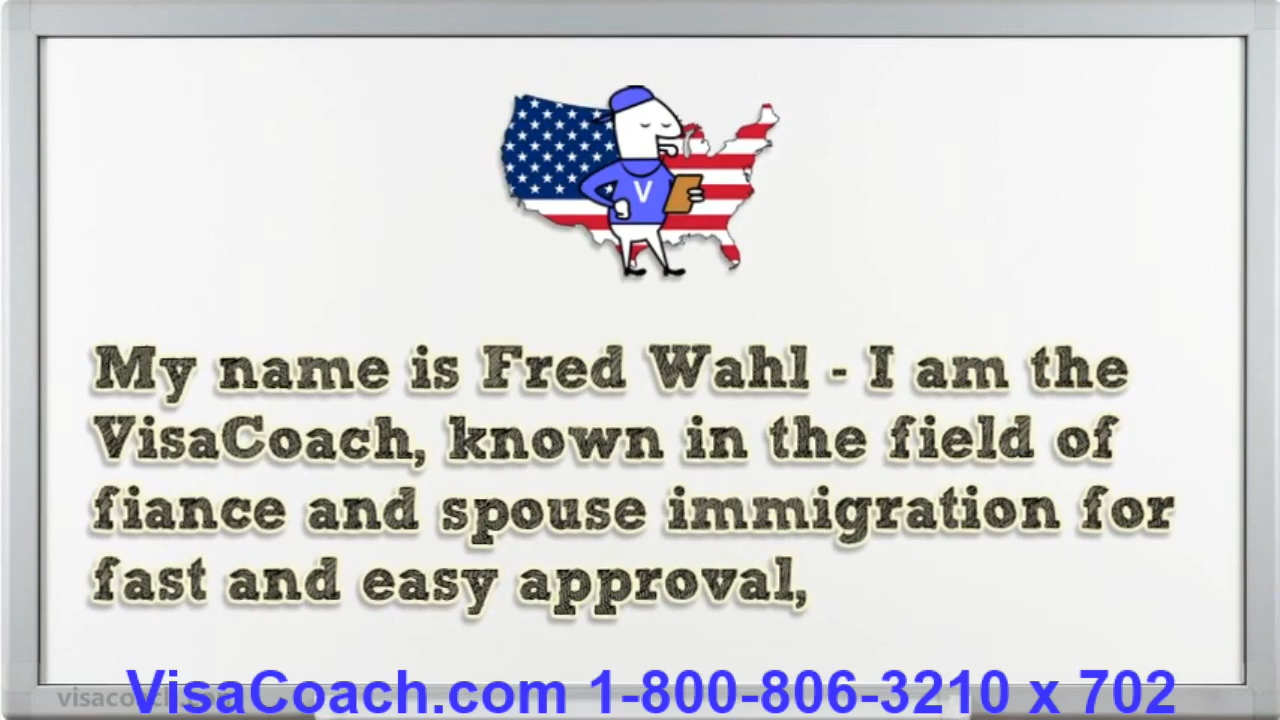 V
My name is Fred Wahl - I am the
VisaCoach, known in the field of
fiance and spouse immigration for
fast and easy approval,
VisaCoach.com 1-800-806-3210 x 702
visacoach